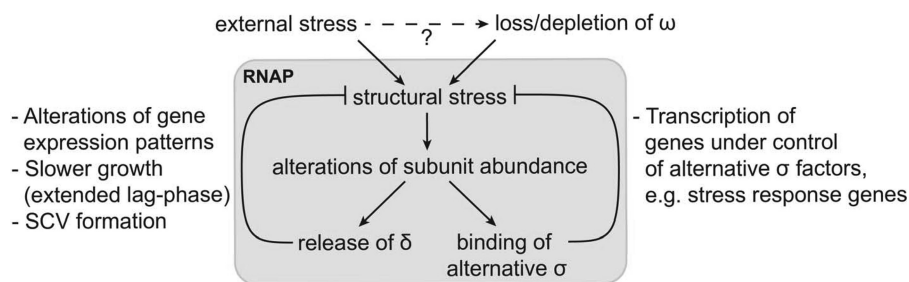 external stress
?
loss/depletion of ω
RNAP
structural stress
- Alterations of gene
expression patterns
- Slower growth
(extended lag-phase)
- SCV formation
alterations of subunit abundance
release of δ
binding of
alternative σ
- Transcription of
genes under control
of alternative σ factors,
e.g. stress response genes